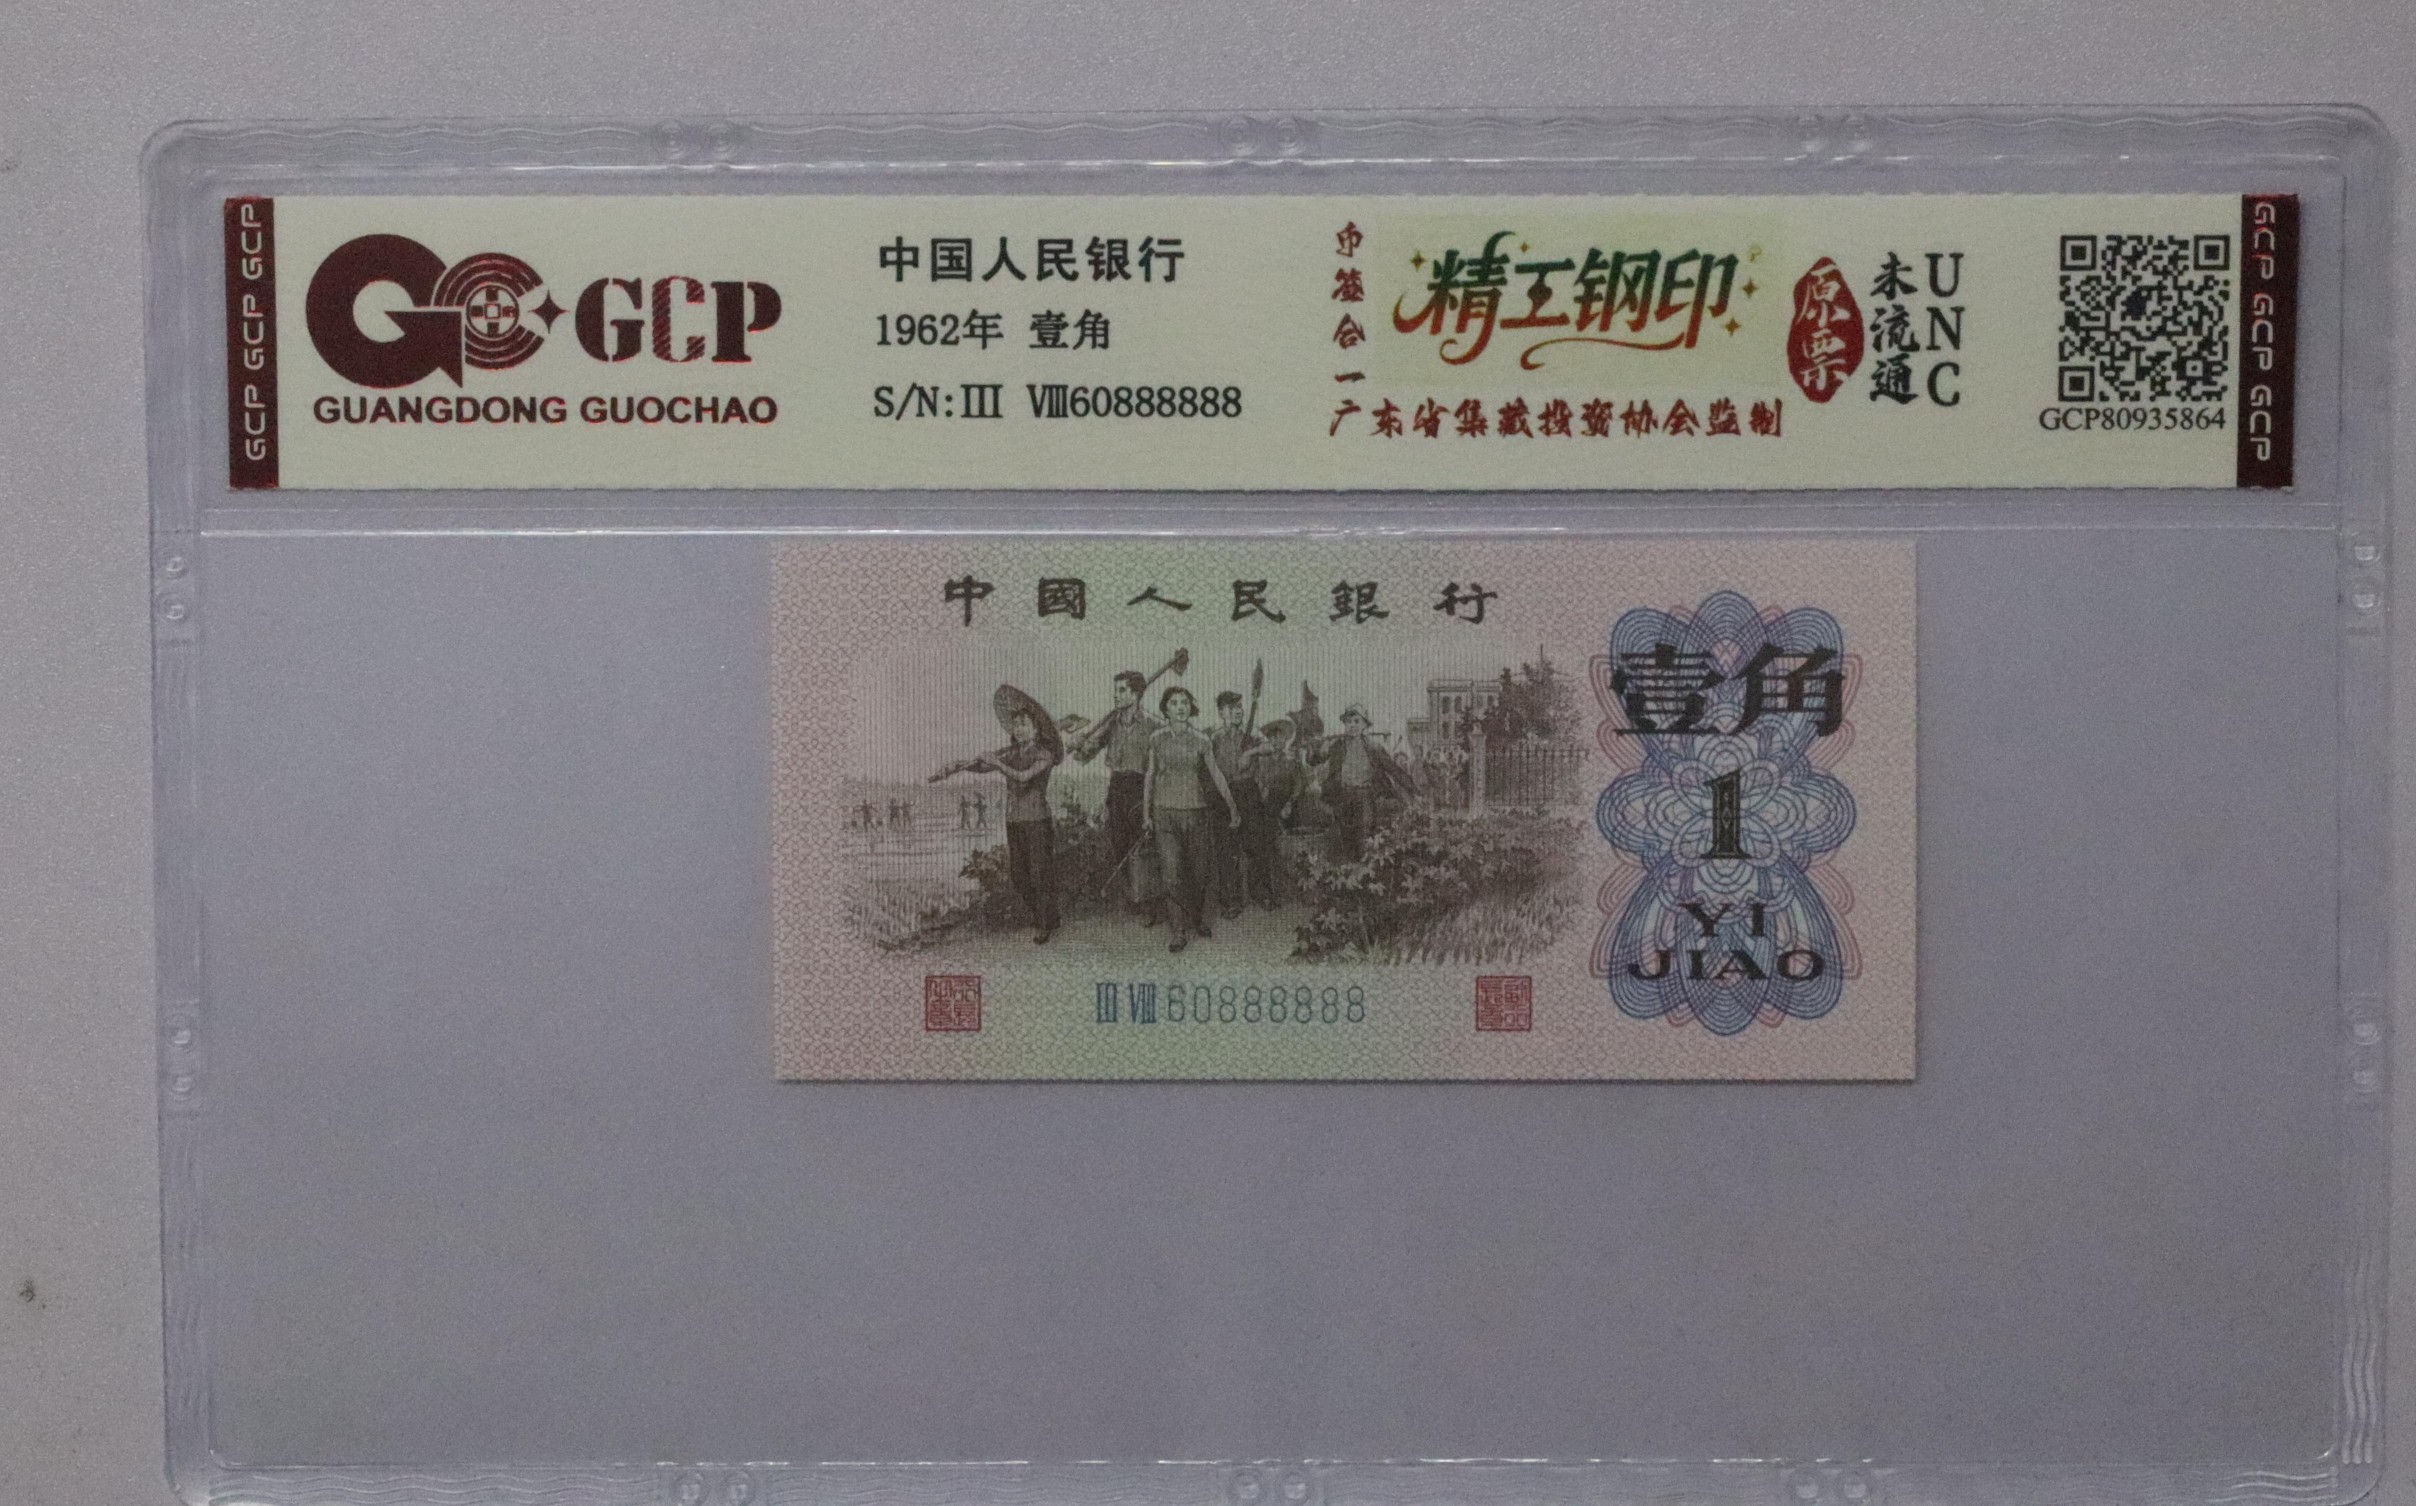 GCP GCP GCP
GCP
GUANGDONG GUOCHAO
中国人民银行
1962年 壹角
S/N:III VIII60888888
币签合一
精工钢印
广东省集藏投资协会监制
原票
未流通
UNC
GCP80935864
GCP GCP GCP
中國人民銀行
壹角
1
YI
JIAO
III VIII 60888888